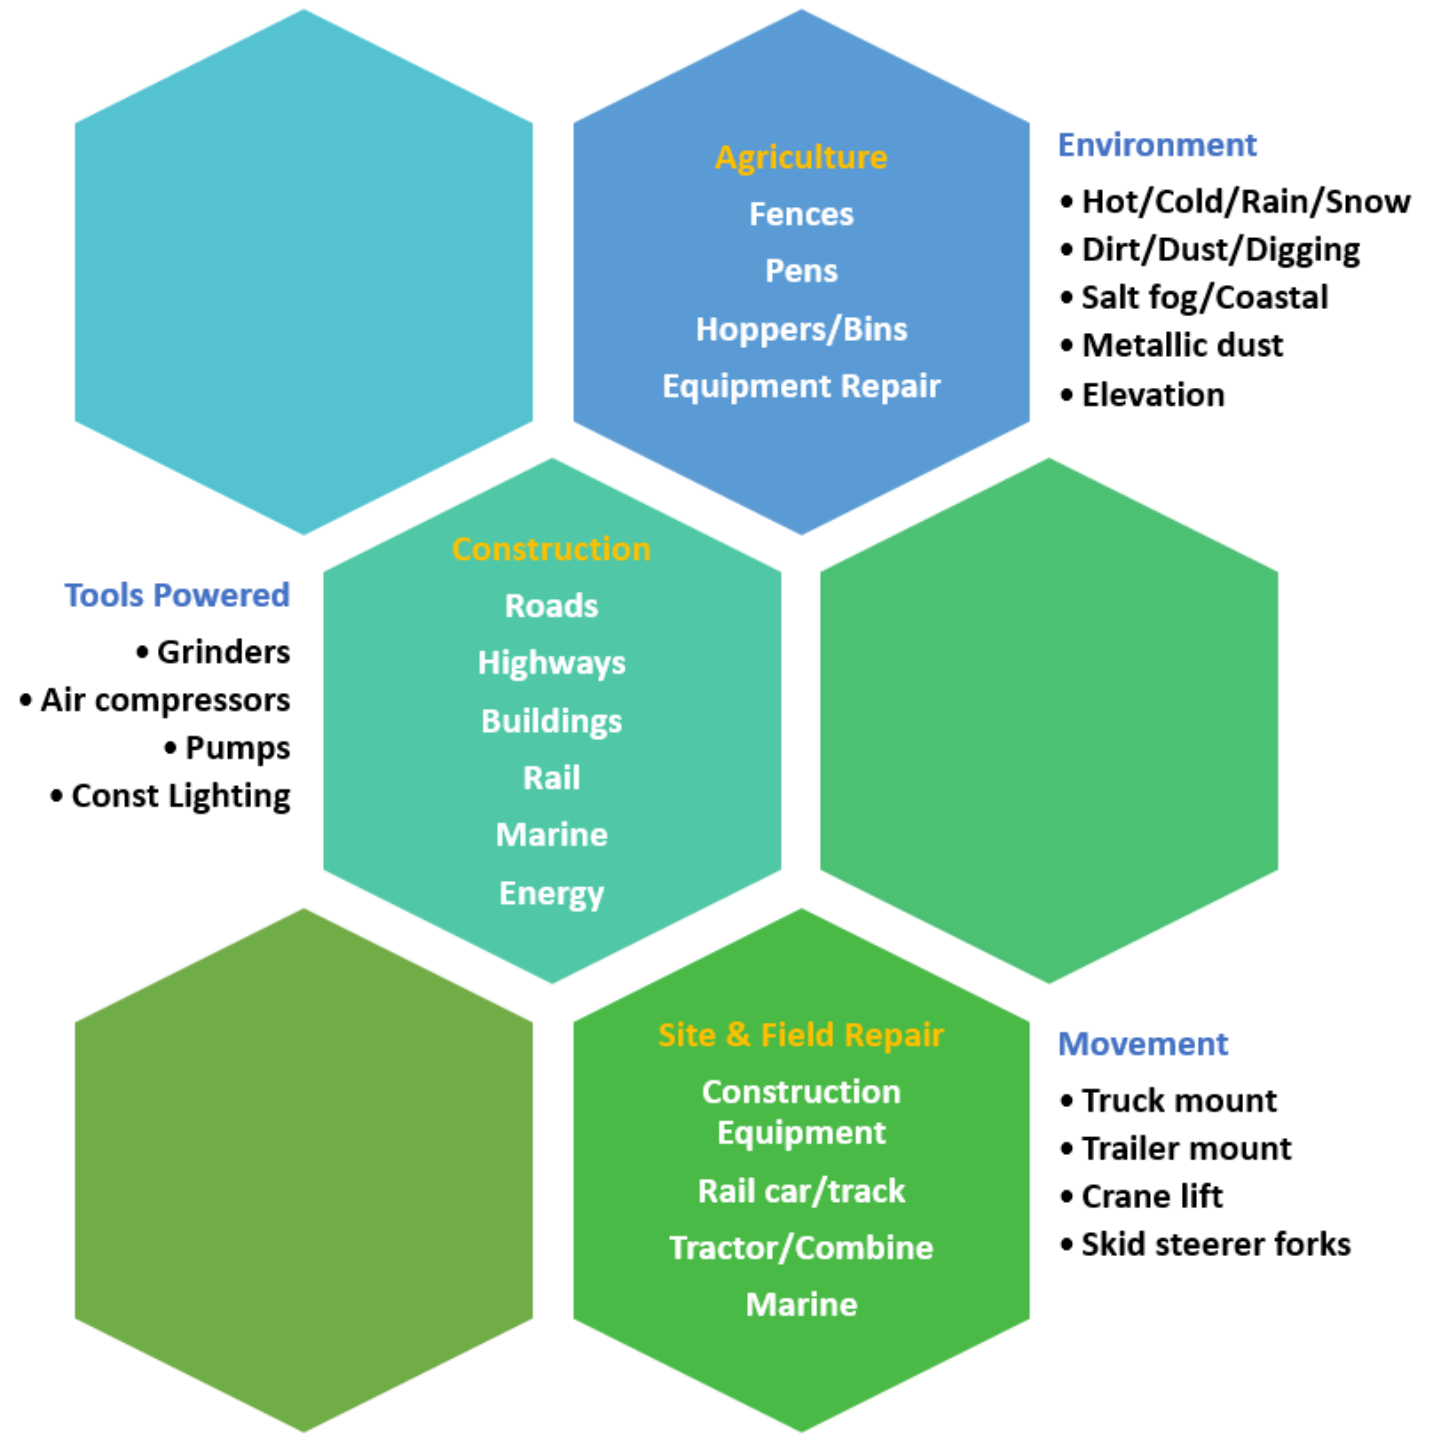 Agriculture
Fences
Pens
Hoppers/Bins
Equipment Repair
Environment
• Hot/Cold/Rain/Snow
• Dirt/Dust/Digging
• Salt fog/Coastal
• Metallic dust
• Elevation
Tools Powered
• Grinders
• Air compressors
• Pumps
• Const Lighting
Construction
Roads
Highways
Buildings
Rail
Marine
Energy
Site & Field Repair
Construction
Equipment
Rail car/track
Tractor/Combine
Marine
Movement
• Truck mount
• Trailer mount
• Crane lift
• Skid steerer forks